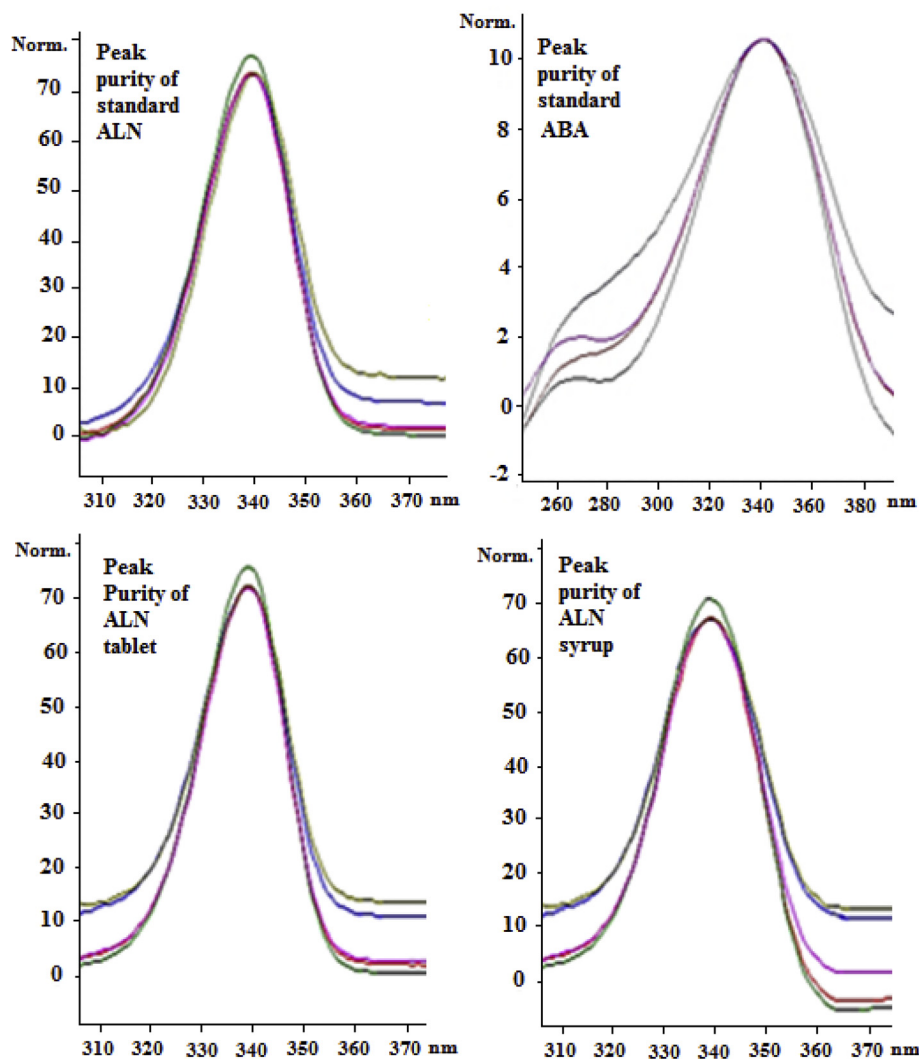 Norm.
Peak
purity of
standard
ALN
70
60
50
40
30
20
10
0
310 320 330 340 350 360 370 nm
Norm.
Peak
purity of
standard
ABA
10
8
6
4
2
0
-2
260 280 300 320 340 360 380 nm
Norm.
Peak
Purity of
ALN
tablet
70
60
50
40
30
20
10
0
310 320 330 340 350 360 370 nm
Norm.
Peak
purity of
ALN
syrup
70
60
50
40
30
20
10
0
310 320 330 340 350 360 370 nm